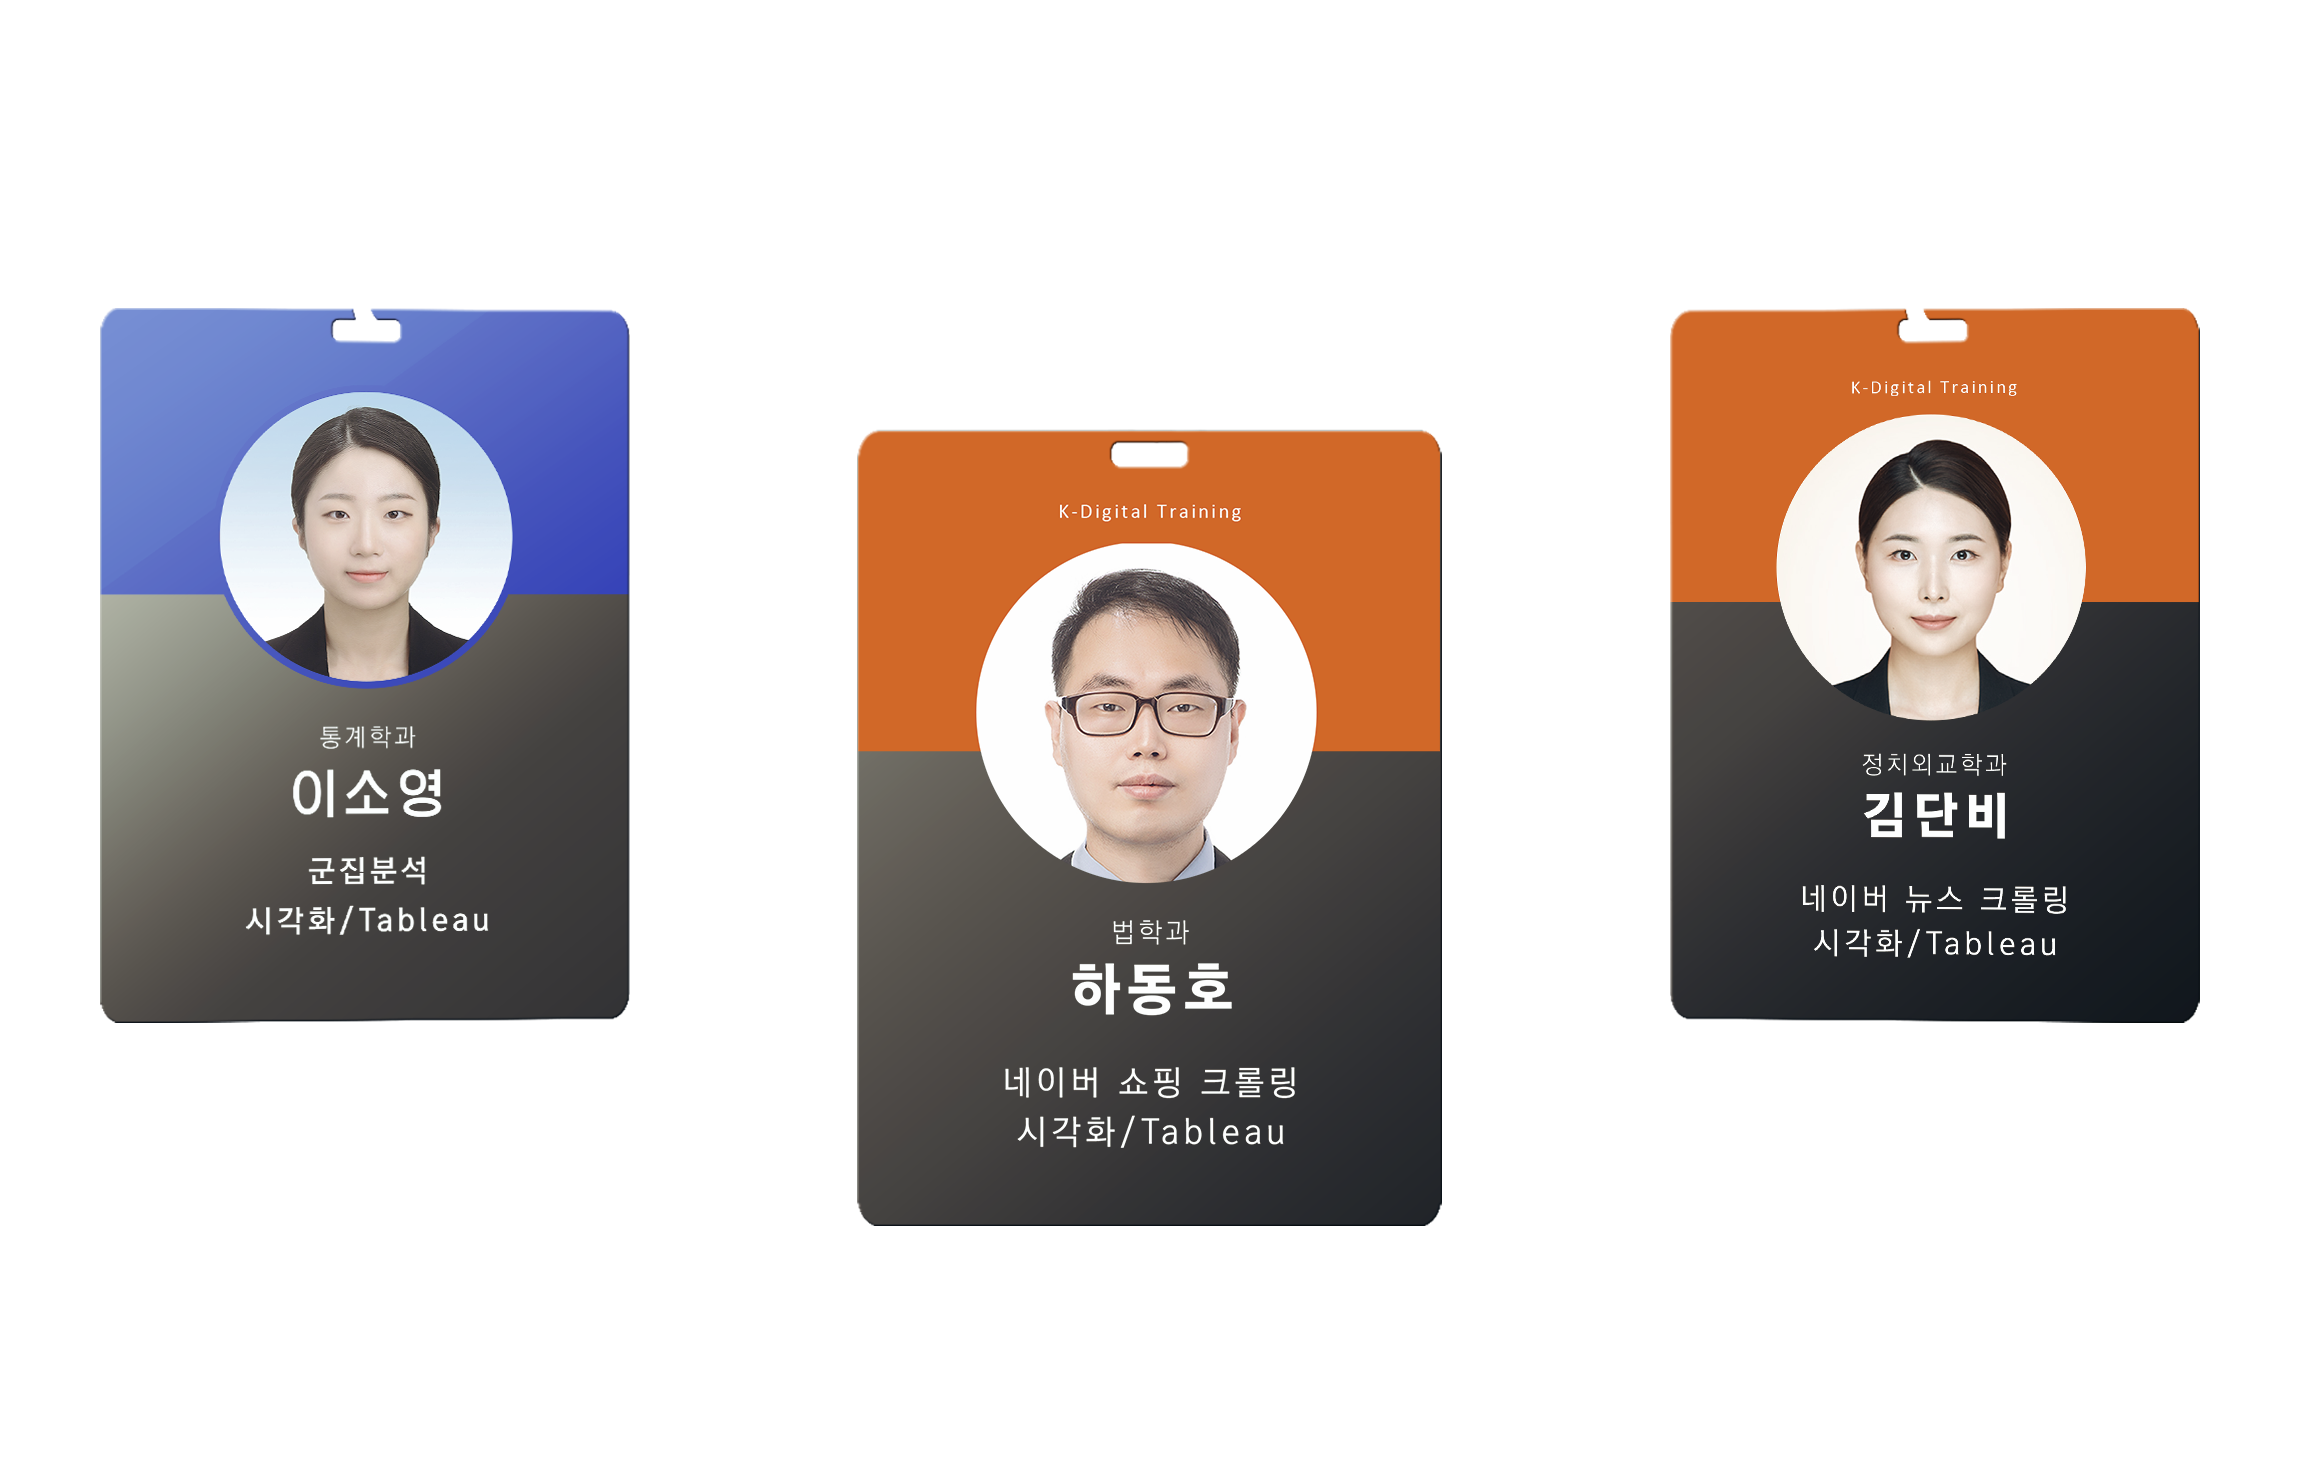 통계학과
이소영
군집분석
시각화/Tableau
K-Digital Training
법학과
하동호
네이버 쇼핑 크롤링
시각화/Tableau
K-Digital Training
정치외교학과
김단비
네이버 뉴스 크롤링
시각화/Tableau